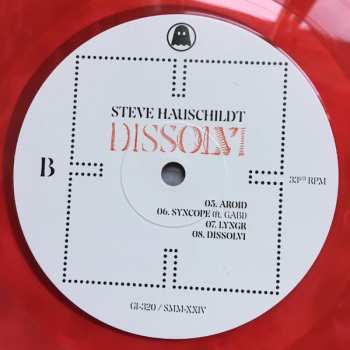 STEVE HAUSCHILDT
DISSOLVI
B
33⅓ RPM
05. AROID
06. SYNCOPE (ft. GABI)
07. LYNGR
08. DISSOLVI
GI-320 / SMM-XXIV